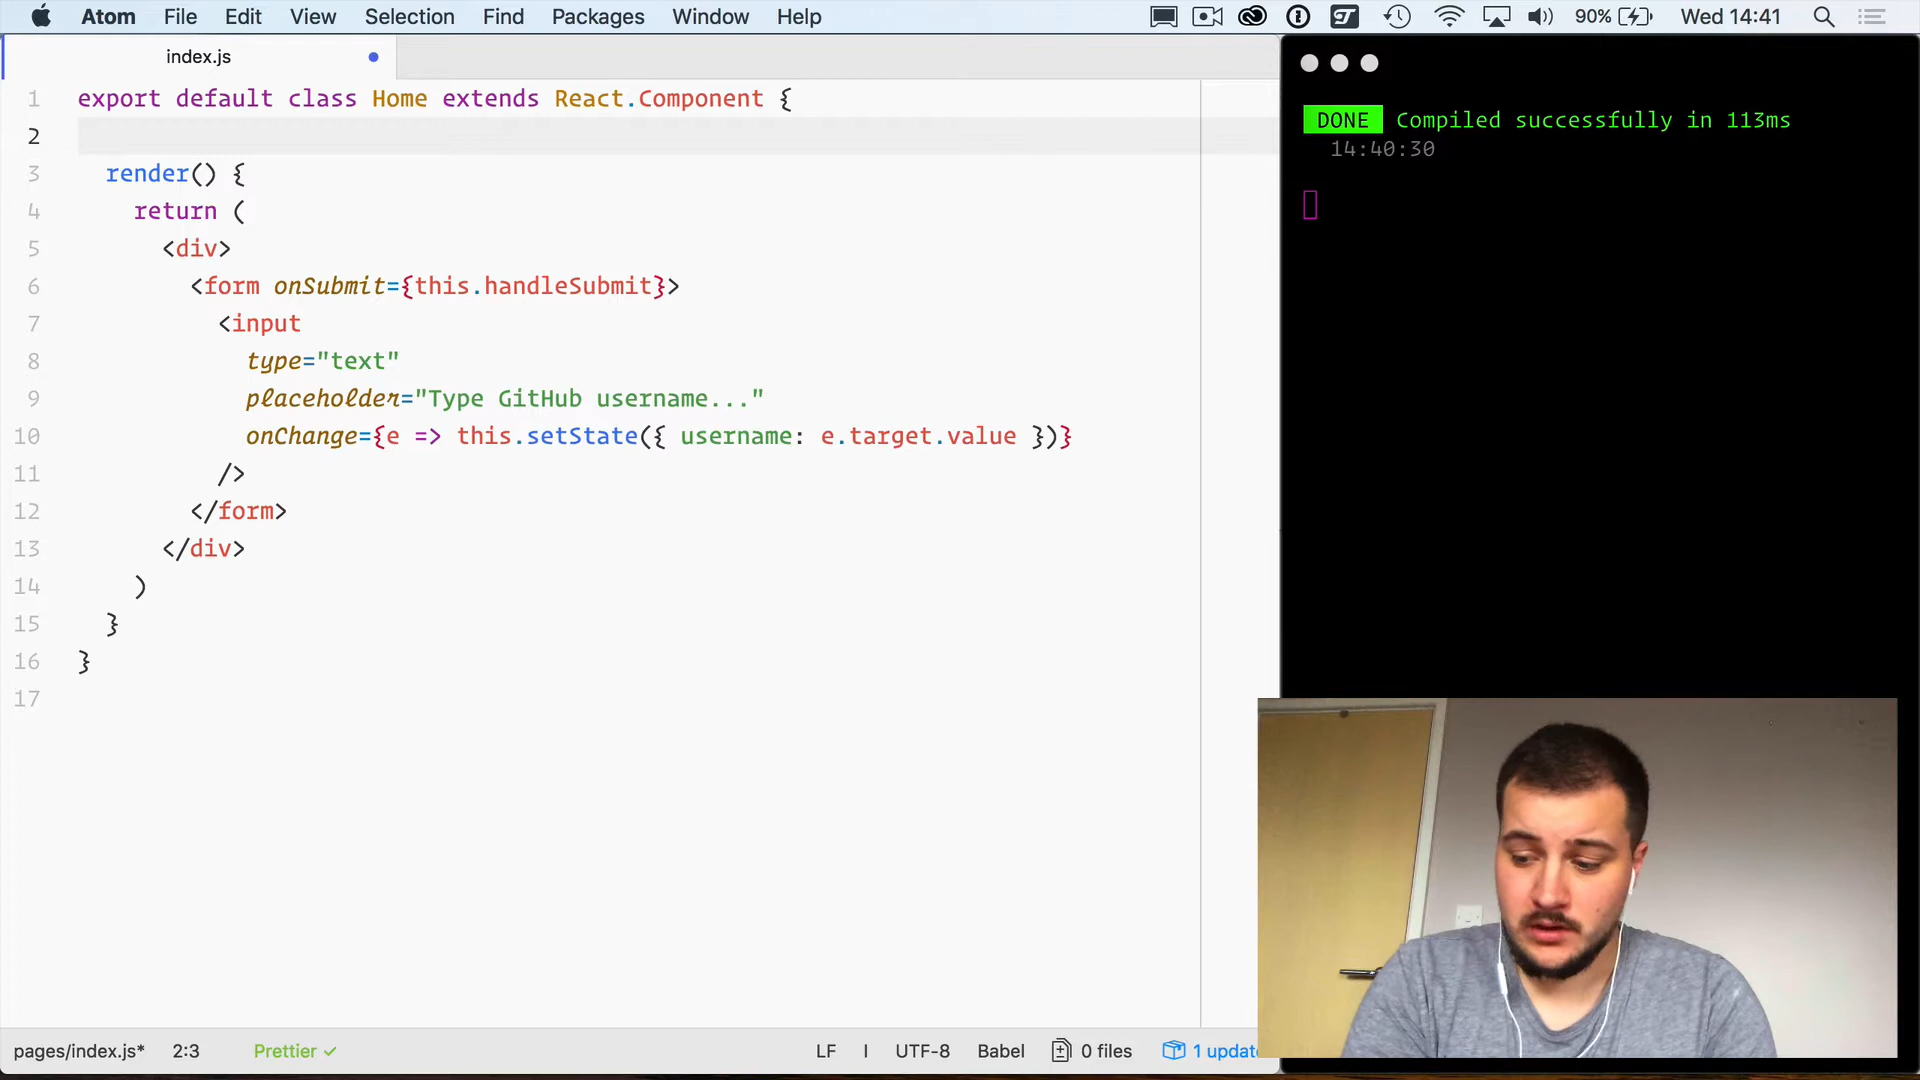 Atom File Edit View Selection Find Packages Window Help 90% Wed 14:41
index.js
1 export default class Home extends React.Component {
2
3 render() {
4 return (
5 <div>
6 <form onSubmit={this.handleSubmit}>
7 <input
8 type="text"
9 placeholder="Type GitHub username..."
10 onChange={e => this.setState({ username: e.target.value })}
11 />
12 </form>
13 </div>
14 )
15 }
16 }
17
DONE Compiled successfully in 113ms
14:40:30
pages/index.js* 2:3 Prettier ✓ LF I UTF-8 Babel 0 files 1 update